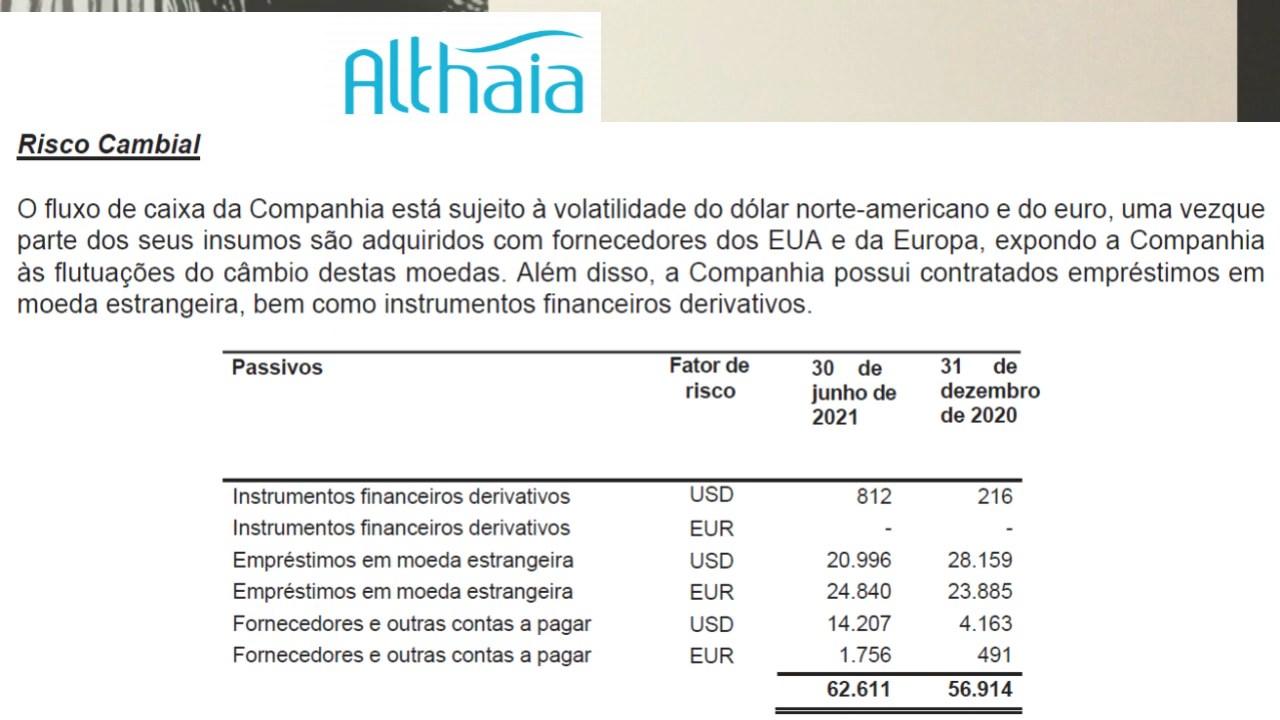 Althaia
Risco Cambial
O fluxo de caixa da Companhia está sujeito à volatilidade do dólar norte-americano e do euro, uma vezque
parte dos seus insumos são adquiridos com fornecedores dos EUA e da Europa, expondo a Companhia
às flutuações do câmbio destas moedas. Além disso, a Companhia possui contratados empréstimos em
moeda estrangeira, bem como instrumentos financeiros derivativos.
Passivos Fator de risco 30 de junho de 2021 31 de dezembro de 2020
Instrumentos financeiros derivativos USD 812 216
Instrumentos financeiros derivativos EUR - -
Empréstimos em moeda estrangeira USD 20.996 28.159
Empréstimos em moeda estrangeira EUR 24.840 23.885
Fornecedores e outras contas a pagar USD 14.207 4.163
Fornecedores e outras contas a pagar EUR 1.756 491
62.611 56.914